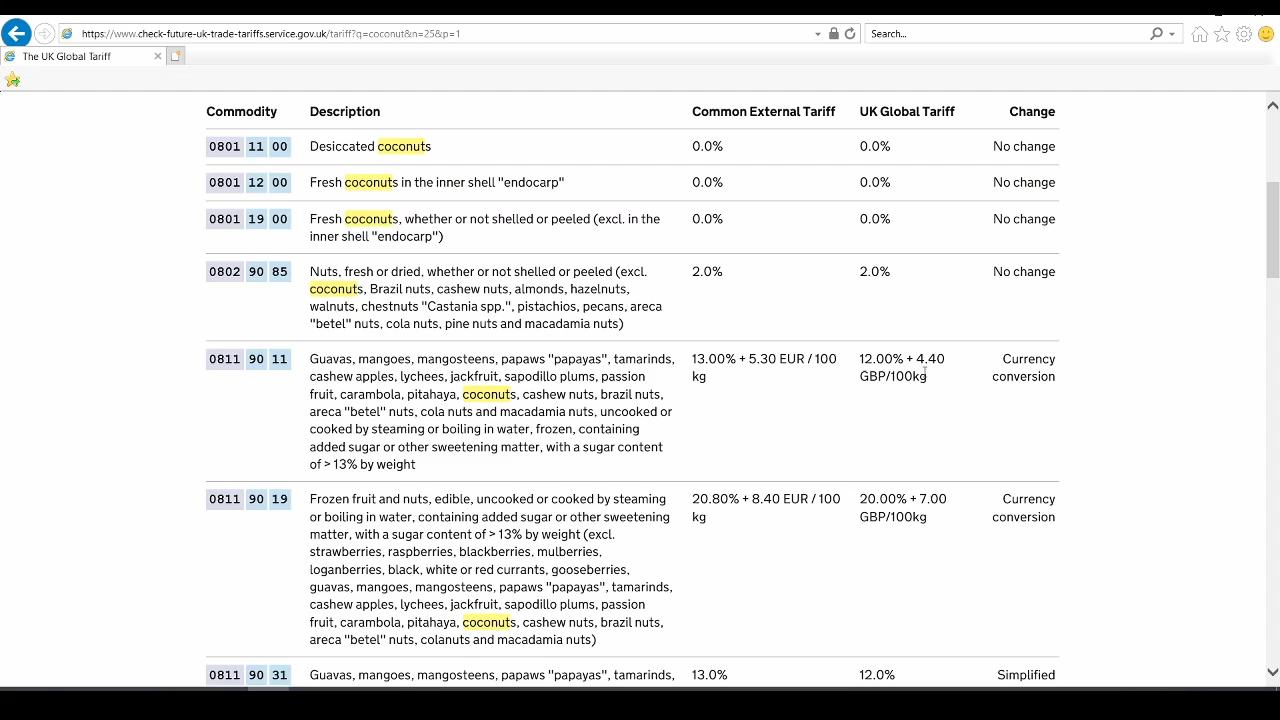 https://www.check-future-uk-trade-tariffs.service.gov.uk/tariff?q=coconut&n=25&p=1
Search...
The UK Global Tariff
Commodity Description Common External Tariff UK Global Tariff Change
0801 11 00 Desiccated coconuts 0.0% 0.0% No change
0801 12 00 Fresh coconuts in the inner shell "endocarp" 0.0% 0.0% No change
0801 19 00 Fresh coconuts, whether or not shelled or peeled (excl. in the 0.0% 0.0% No change
inner shell "endocarp")
0802 90 85 Nuts, fresh or dried, whether or not shelled or peeled (excl. 2.0% 2.0% No change
coconuts, Brazil nuts, cashew nuts, almonds, hazelnuts,
walnuts, chestnuts "Castania spp.", pistachios, pecans, areca
"betel" nuts, cola nuts, pine nuts and macadamia nuts)
0811 90 11 Guavas, mangoes, mangosteens, papaws "papayas", tamarinds, 13.00% + 5.30 EUR / 100 12.00% + 4.40 Currency
cashew apples, lychees, jackfruit, sapodillo plums, passion kg GBP/100kg conversion
fruit, carambola, pitahaya, coconuts, cashew nuts, brazil nuts,
areca "betel" nuts, cola nuts and macadamia nuts, uncooked or
cooked by steaming or boiling in water, frozen, containing
added sugar or other sweetening matter, with a sugar content
of > 13% by weight
0811 90 19 Frozen fruit and nuts, edible, uncooked or cooked by steaming 20.80% + 8.40 EUR / 100 20.00% + 7.00 Currency
or boiling in water, containing added sugar or other sweetening kg GBP/100kg conversion
matter, with a sugar content of > 13% by weight (excl.
strawberries, raspberries, blackberries, mulberries,
loganberries, black, white or red currants, gooseberries,
guavas, mangoes, mangosteens, papaws "papayas", tamarinds,
cashew apples, lychees, jackfruit, sapodillo plums, passion
fruit, carambola, pitahaya, coconuts, cashew nuts, brazil nuts,
areca "betel" nuts, colanuts and macadamia nuts)
0811 90 31 Guavas, mangoes, mangosteens, papaws "papayas", tamarinds, 13.0% 12.0% Simplified